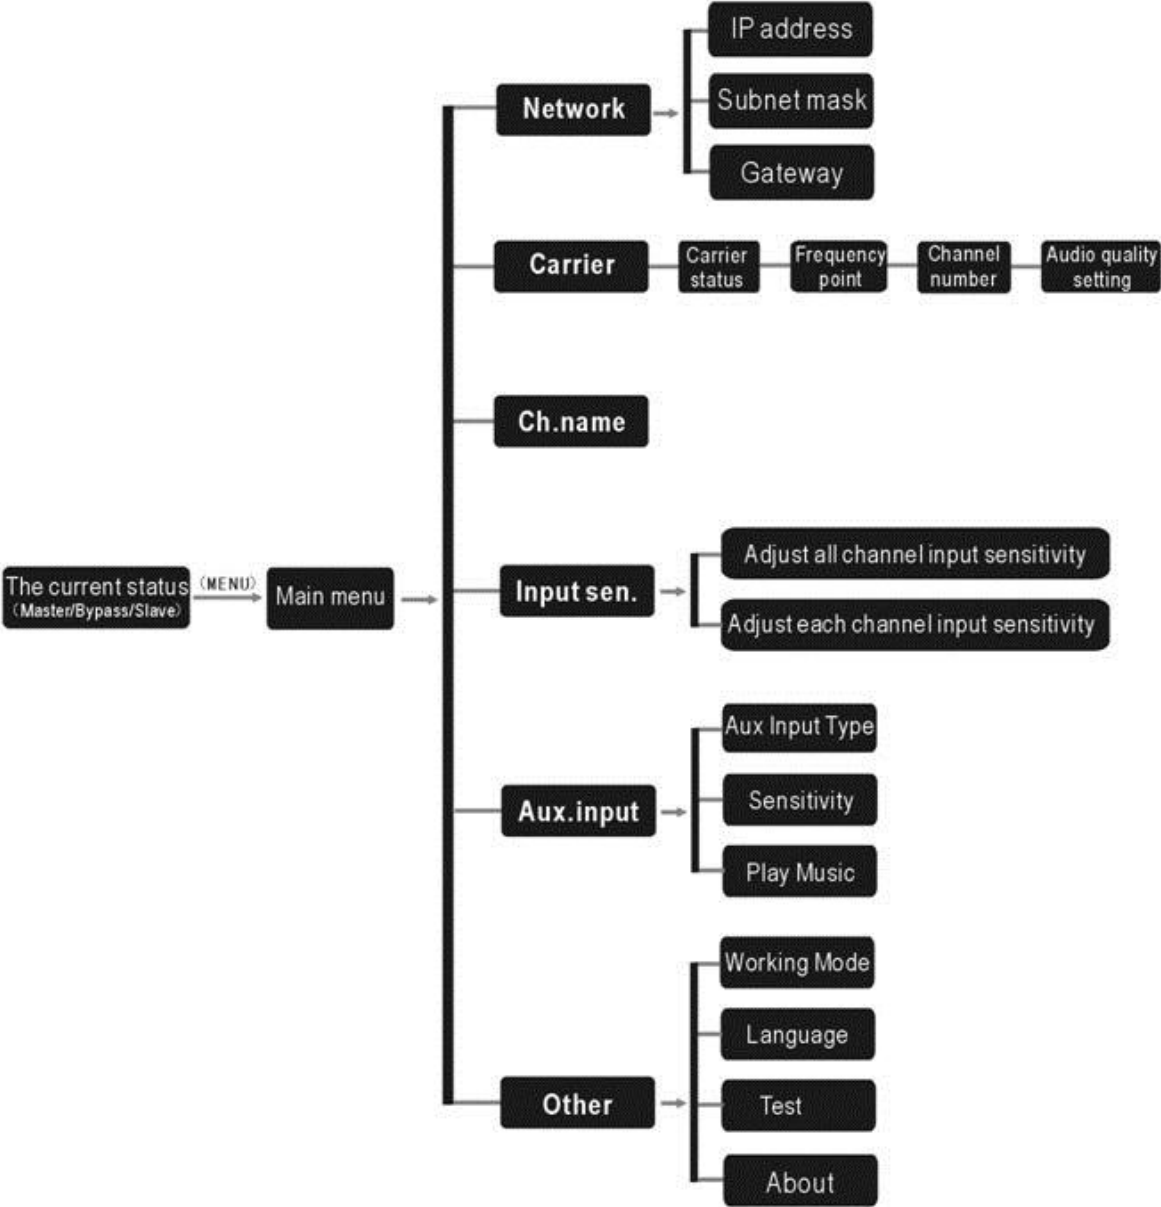 IP address
Network
Subnet mask
Gateway
Carrier
Carrier
status
Frequency
point
Channel
number
Audio quality
setting
Ch.name
The current status
(Master/Bypass/Slave)
(MENU)
Main menu
Input sen.
Adjust all channel input sensitivity
Adjust each channel input sensitivity
Aux.input
Aux Input Type
Sensitivity
Play Music
Other
Working Mode
Language
Test
About